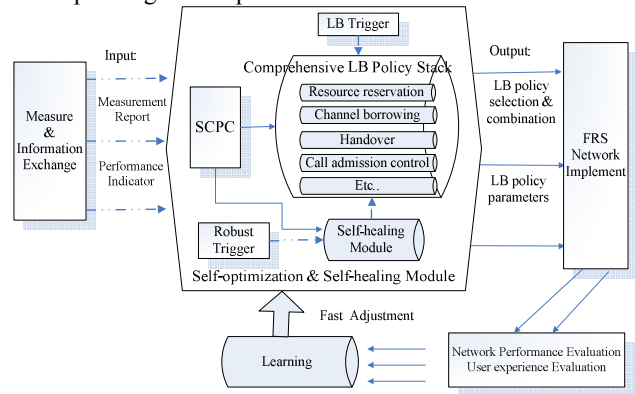 LB Trigger
Input:
Output:
Comprehensive LB Policy Stack
Resource reservation
Channel borrowing
Handover
Call admission control
Etc..
Measure
&
Information
Exchange
Measurement
Report
Performance
Indicator
SCPC
LB policy
selection &
combination
LB policy
parameters
FRS
Network
Implement
Robust
Trigger
Self-healing
Module
Self-optimization & Self-healing Module
Fast Adjustment
Learning
Network Performance Evaluation
User experience Evaluation